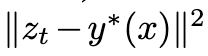 ‖z_t − y*(x)‖²